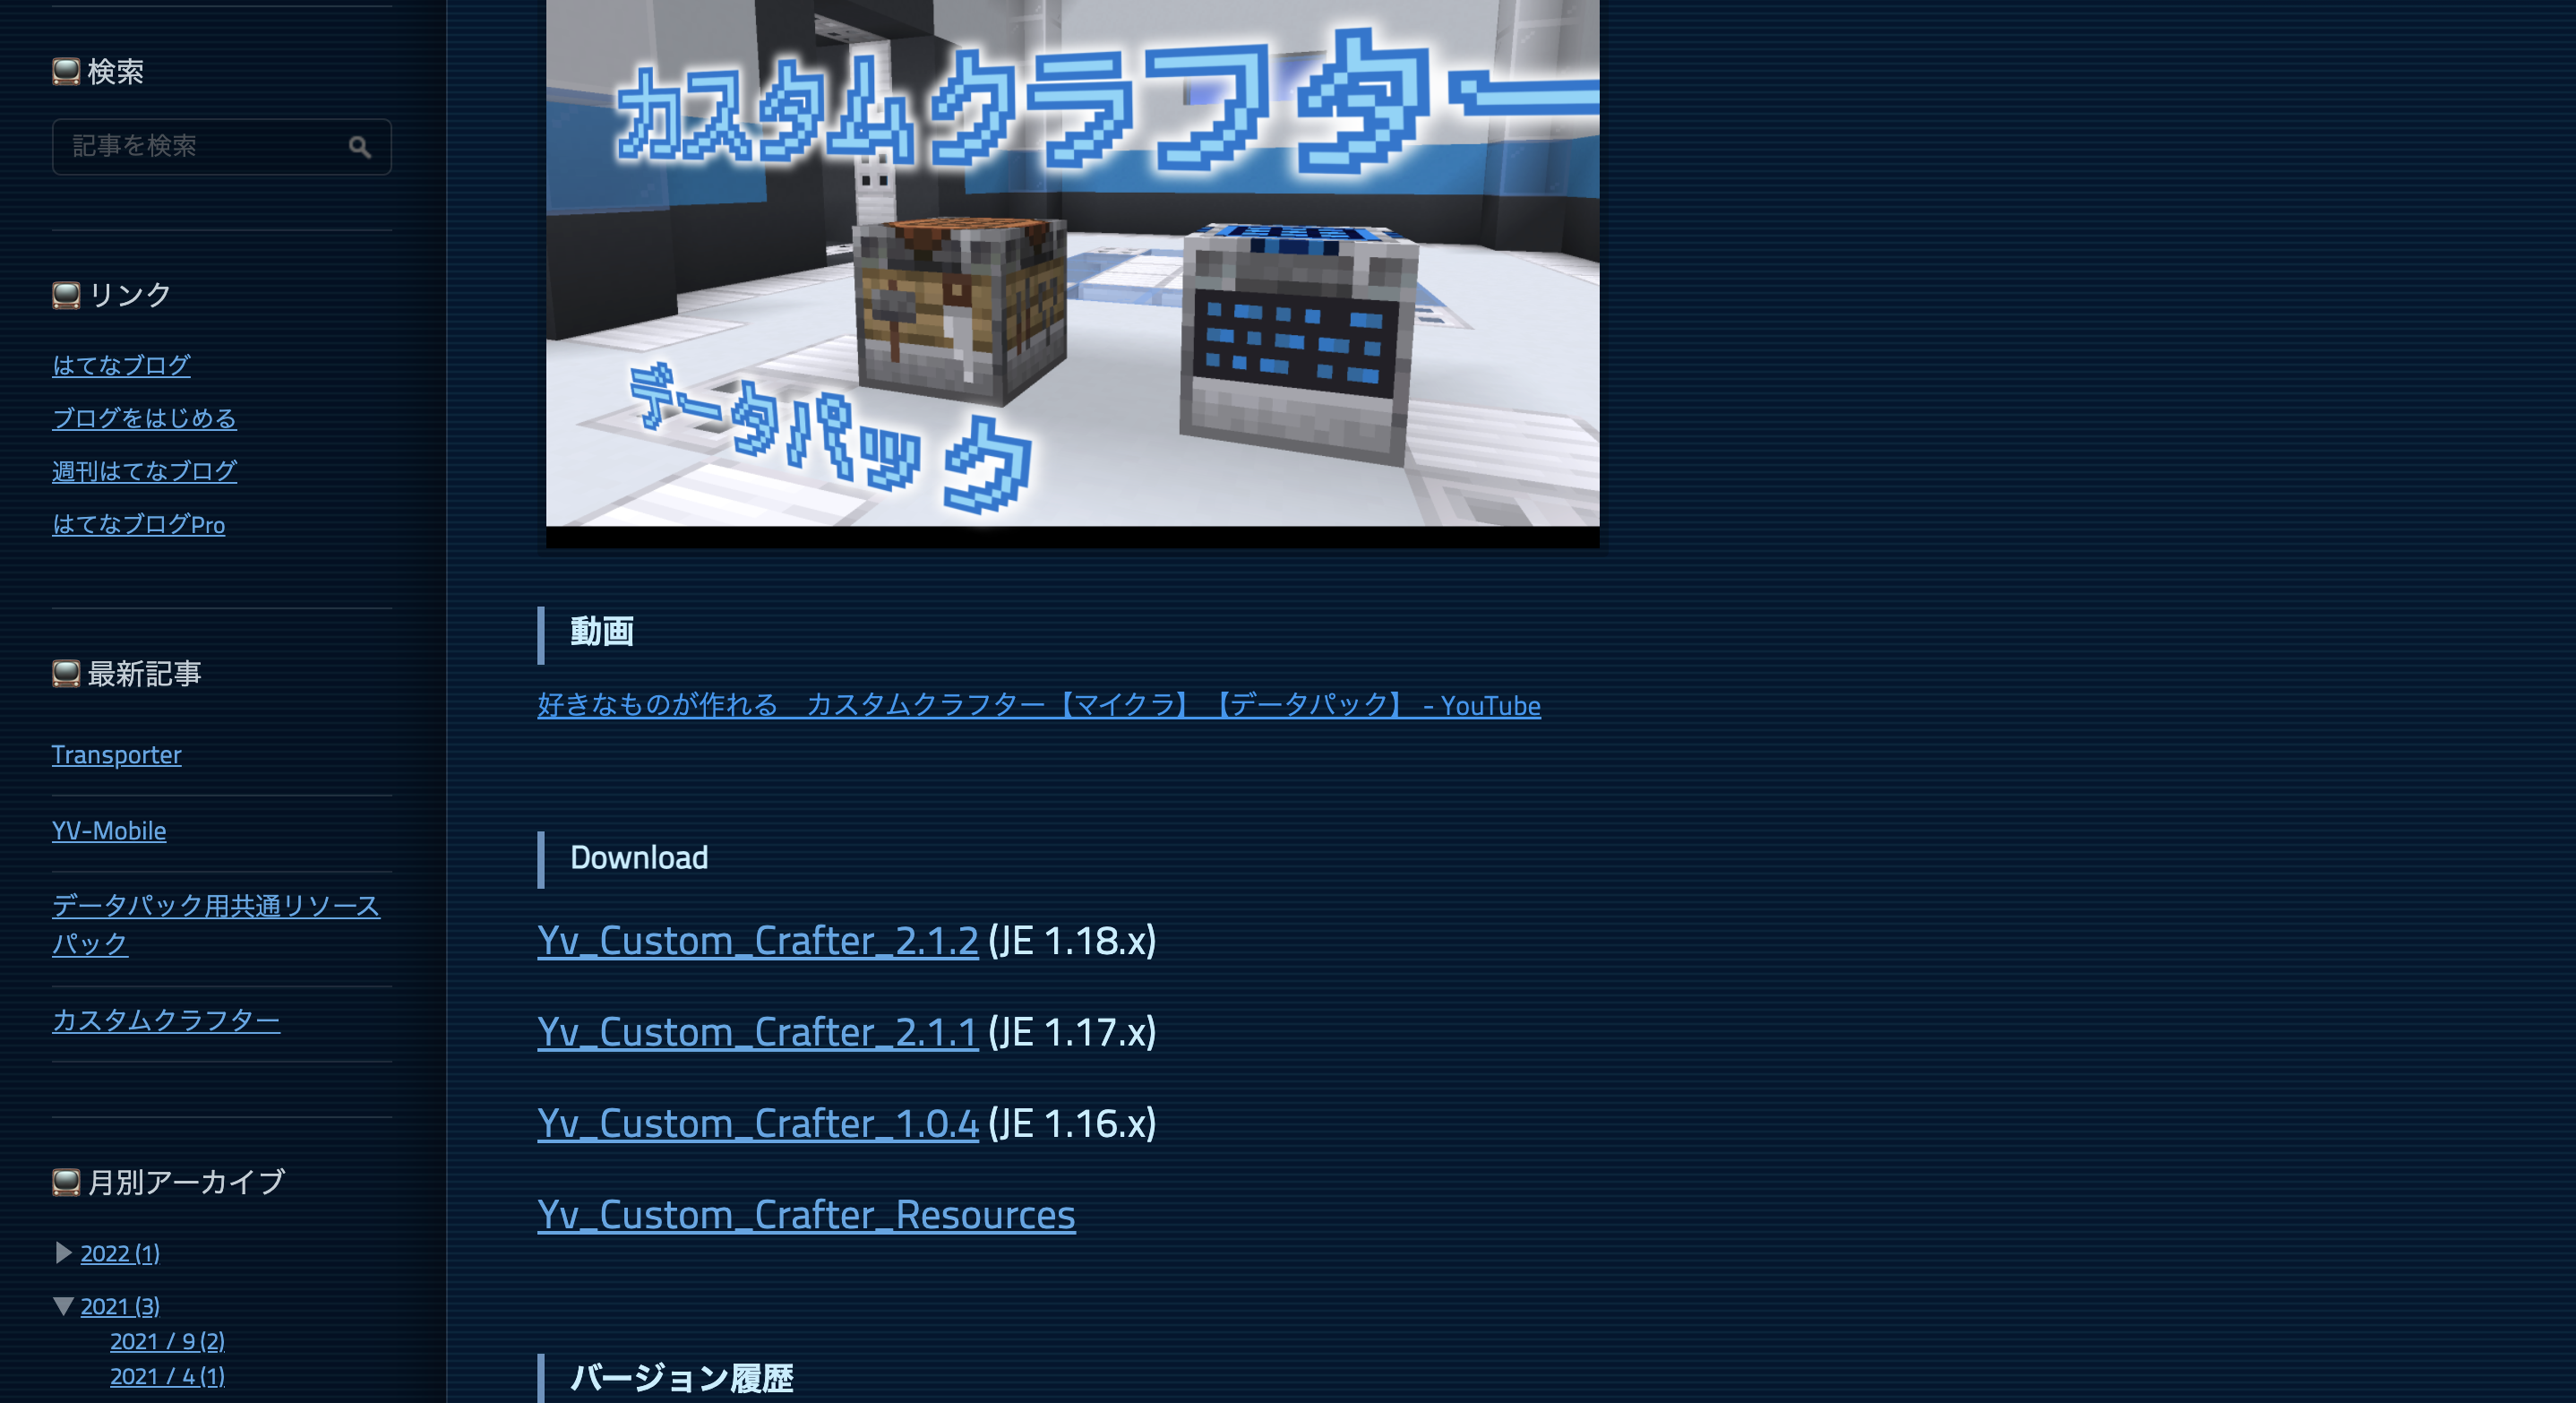 検索
記事を検索
リンク
はてなブログ
ブログをはじめる
週刊はてなブログ
はてなブログPro
最新記事
Transporter
YV-Mobile
データパック用共通リソース
パック
カスタムクラフター
月別アーカイブ
2022 (1)
2021 (3)
2021 / 9 (2)
2021 / 4 (1)
カスタムクラフター
データパック
動画
好きなものが作れる　カスタムクラフター【マイクラ】【データパック】 - YouTube
Download
Yv_Custom_Crafter_2.1.2 (JE 1.18.x)
Yv_Custom_Crafter_2.1.1 (JE 1.17.x)
Yv_Custom_Crafter_1.0.4 (JE 1.16.x)
Yv_Custom_Crafter_Resources
バージョン履歴